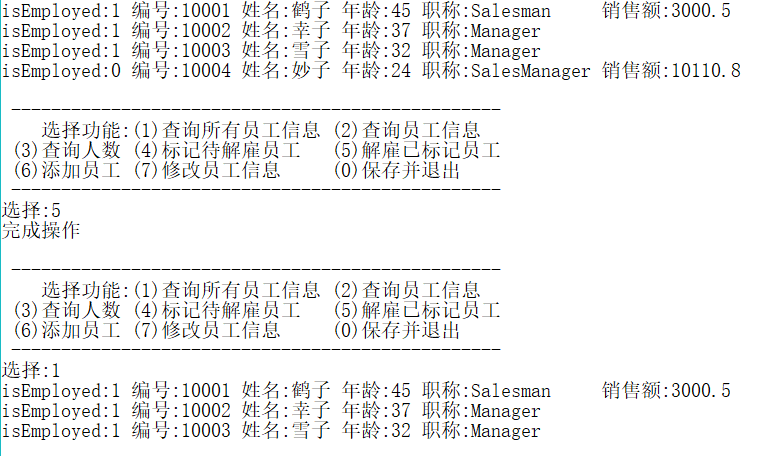 isEmployed:1 编号:10001 姓名:鹤子 年龄:45 职称:Salesman     销售额:3000.5
isEmployed:1 编号:10002 姓名:幸子 年龄:37 职称:Manager
isEmployed:1 编号:10003 姓名:雪子 年龄:32 职称:Manager
isEmployed:0 编号:10004 姓名:妙子 年龄:24 职称:SalesManager 销售额:10110.8
-------------------------------------------------
选择功能:(1)查询所有员工信息 (2)查询员工信息
(3)查询人数 (4)标记待解雇员工   (5)解雇已标记员工
(6)添加员工 (7)修改员工信息     (0)保存并退出
-------------------------------------------------
选择:5
完成操作
-------------------------------------------------
选择功能:(1)查询所有员工信息 (2)查询员工信息
(3)查询人数 (4)标记待解雇员工   (5)解雇已标记员工
(6)添加员工 (7)修改员工信息     (0)保存并退出
-------------------------------------------------
选择:1
isEmployed:1 编号:10001 姓名:鹤子 年龄:45 职称:Salesman     销售额:3000.5
isEmployed:1 编号:10002 姓名:幸子 年龄:37 职称:Manager
isEmployed:1 编号:10003 姓名:雪子 年龄:32 职称:Manager